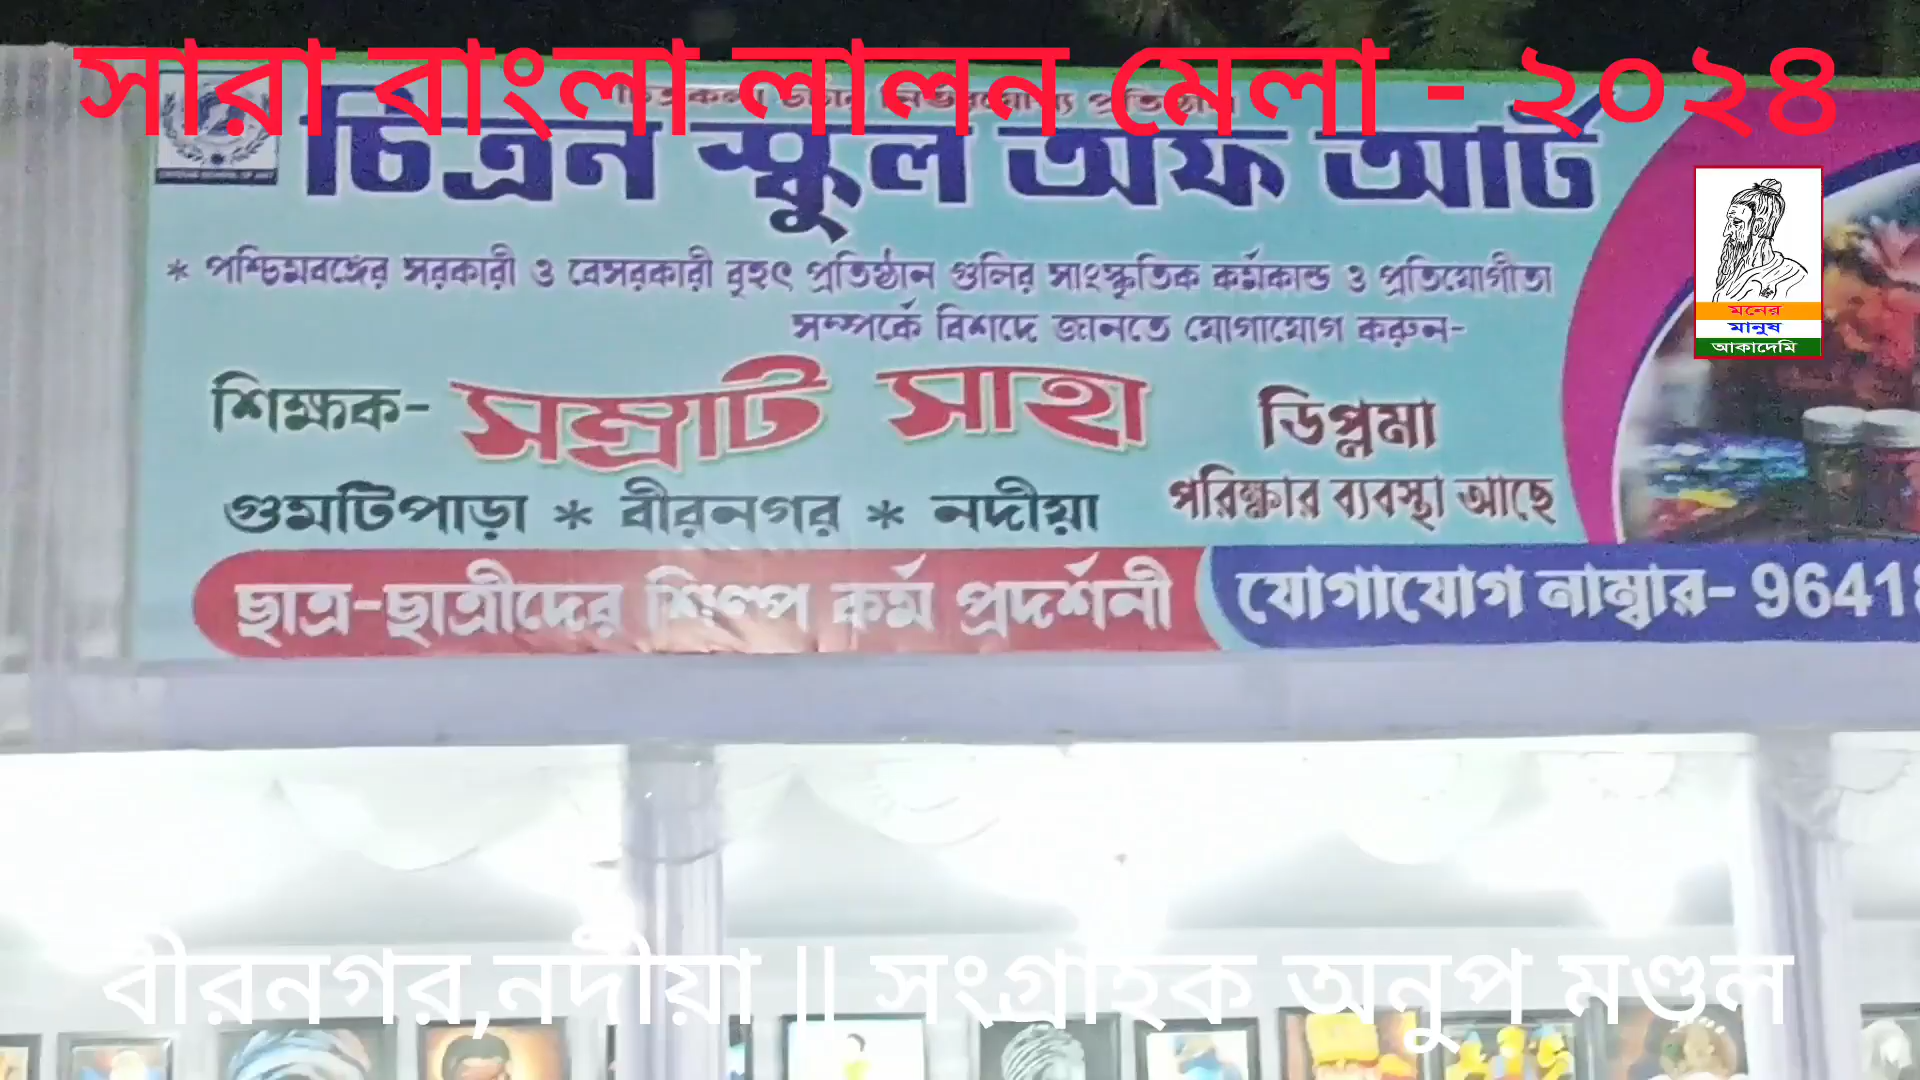 সারা বাংলা লালন মেলা - ২০২৪
চিত্রন স্কুল অফ আর্ট
* পশ্চিমবঙ্গের সরকারী ও বেসরকারী বৃহৎ প্রতিষ্ঠান গুলির সাংস্কৃতিক কর্মকান্ড ও প্রতিযোগীতা
সম্পর্কে বিশদে জানতে যোগাযোগ করুন-
মনের
মানুষ
আকাদেমি
শিক্ষক- সম্রাট সাহা
ডিপ্লমা
পরিক্ষার ব্যবস্থা আছে
গুমটিপাড়া * বীরনগর * নদীয়া
ছাত্র-ছাত্রীদের শিল্প কর্ম প্রদর্শনী
যোগাযোগ নাম্বার- 9641
বীরনগর,নদীয়া || সংগ্রাহক অনুপ মণ্ডল